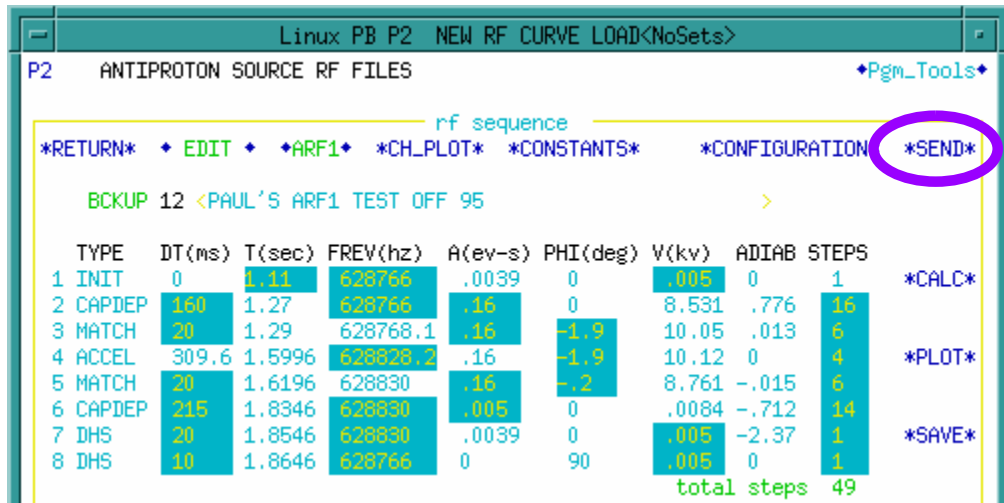 Linux PB P2 NEW RF CURVE LOAD<NoSets>
P2 ANTIPROTON SOURCE RF FILES ◆Pgm_Tools◆
rf sequence
*RETURN* ◆ EDIT ◆ ◆ARF1◆ *CH_PLOT* *CONSTANTS* *CONFIGURATION *SEND*
BCKUP 12 <PAUL'S ARF1 TEST OFF 95 >
TYPE DT(ms) T(sec) FREV(hz) A(ev-s) PHI(deg) V(kv) ADIAB STEPS
1 INIT 0 1.11 628766 .0039 0 .005 0 1 *CALC*
2 CAPDEP 160 1.27 628766 .16 0 8.531 .776 16
3 MATCH 20 1.29 628768.1 .16 -1.9 10.05 .013 6
4 ACCEL 309.6 1.5996 628828.2 .16 -1.9 10.12 0 4 *PLOT*
5 MATCH 20 1.6196 628830 .16 -.2 8.761 -.015 6
6 CAPDEP 215 1.8346 628830 .005 0 .0084 -.712 14
7 DHS 20 1.8546 628830 .0039 0 .005 -2.37 1 *SAVE*
8 DHS 10 1.8646 628766 0 90 .005 0 1
total steps 49